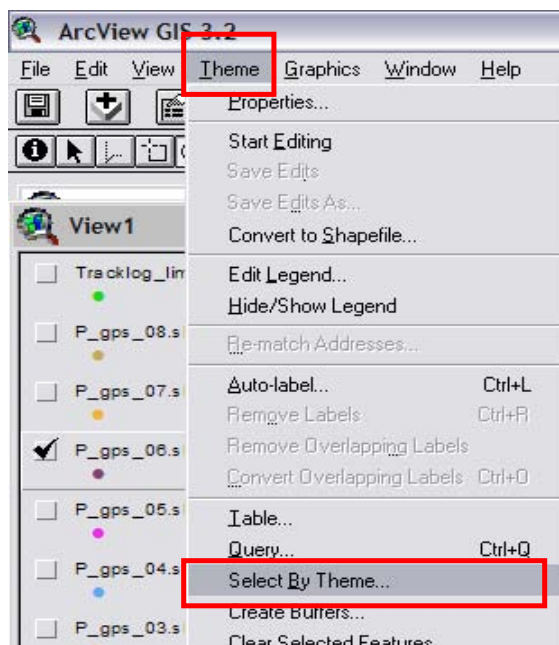 ArcView GIS 3.2
File Edit View Theme Graphics Window Help
Properties...
Start Editing
Save Edits
Save Edits As...
Convert to Shapefile...
Edit Legend...
Hide/Show Legend
Re-match Addresses...
Auto-label... Ctrl+L
Remove Labels Ctrl+R
Remove Overlapping Labels
Convert Overlapping Labels Ctrl+O
Table...
Query... Ctrl+Q
Select By Theme...
Create Buffers...
Clear Selected Features
View1
Tracklog_lim
P_gps_08.s
P_gps_07.s
P_gps_06.s
P_gps_05.s
P_gps_04.s
P_gps_03.s